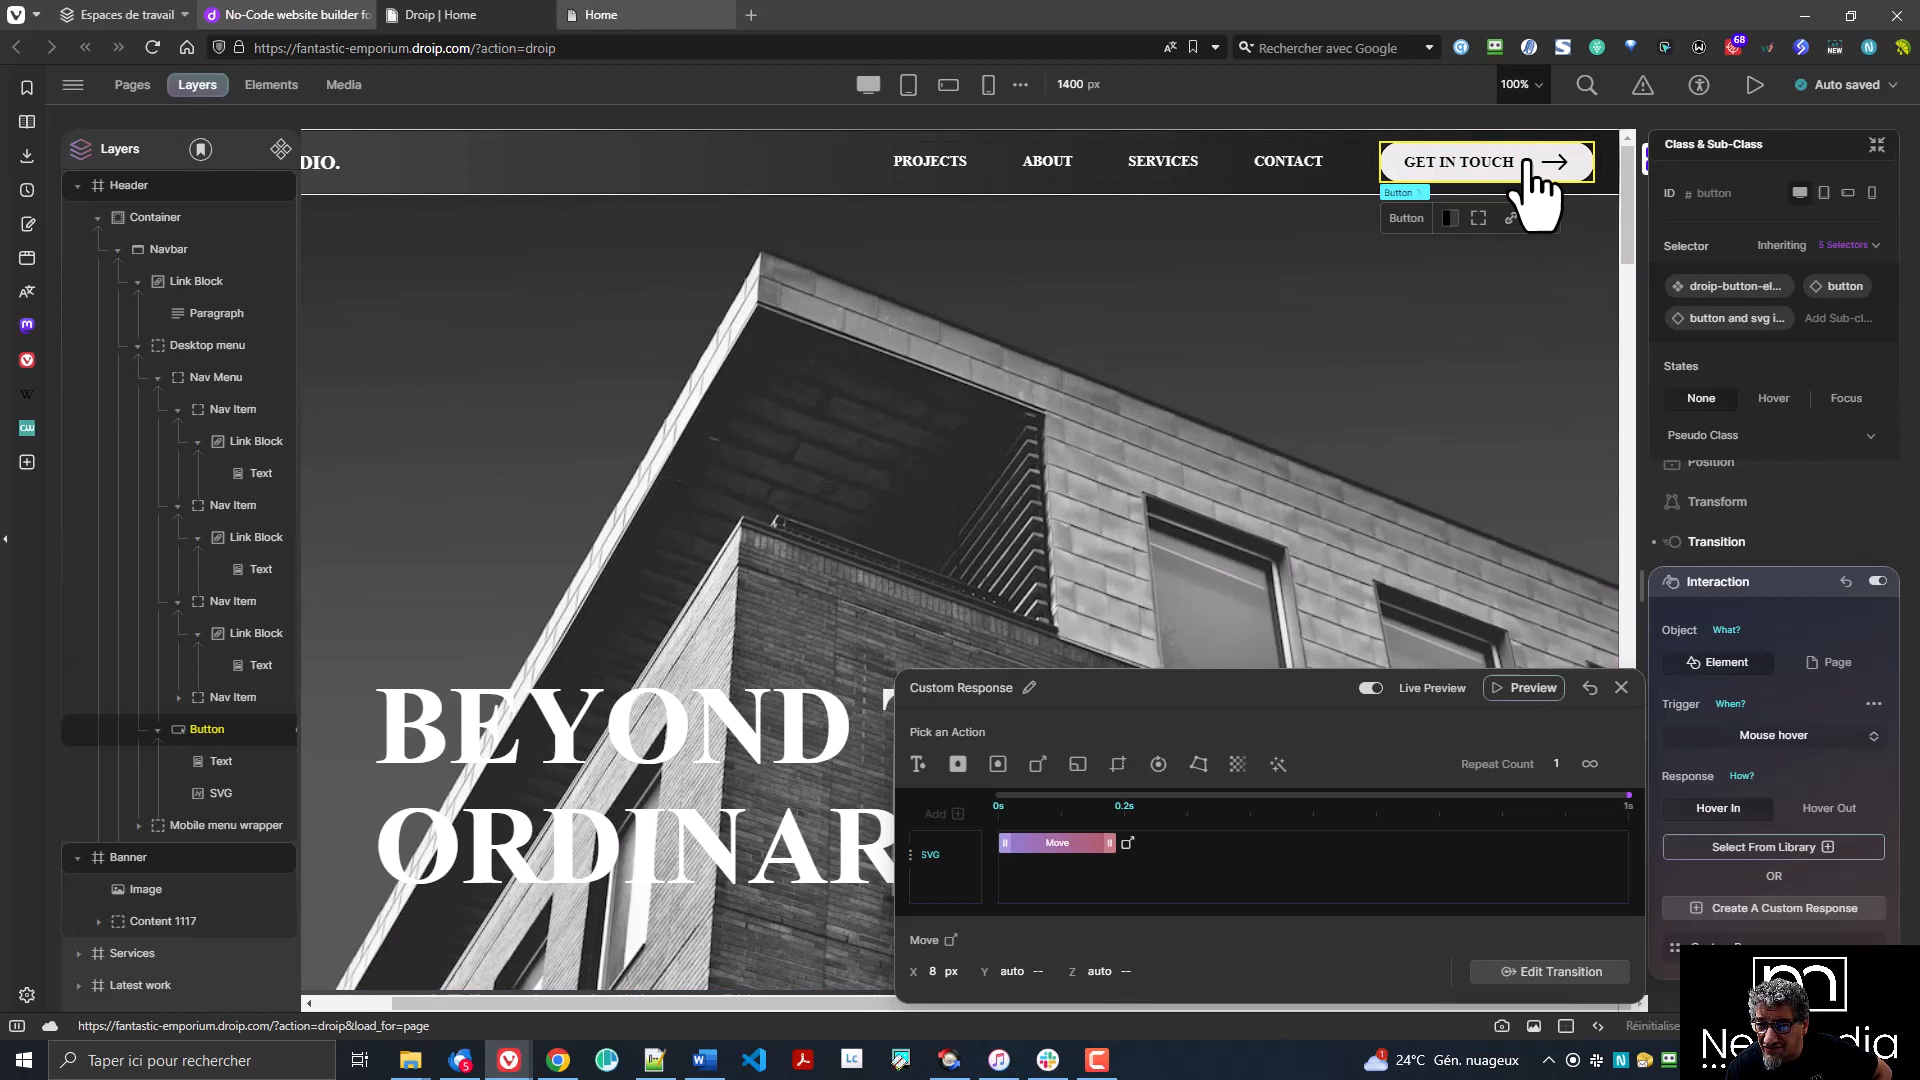 Espaces de travail
No-Code website builder fo
Droip | Home
Home
https://fantastic-emporium.droip.com/?action=droip
Rechercher avec Google
68
NEW
Pages
Layers
Elements
Media
1400 px
100%
Auto saved
Layers
Header
Container
Navbar
Link Block
Paragraph
Desktop menu
Nav Menu
Nav Item
Link Block
Text
Nav Item
Link Block
Text
Nav Item
Link Block
Text
Nav Item
Button
Text
SVG
Mobile menu wrapper
Banner
Image
Content 1117
Services
Latest work
DIO.
PROJECTS
ABOUT
SERVICES
CONTACT
GET IN TOUCH
Button
Button
BEYOND
ORDINAR
Custom Response
Live Preview
Preview
Pick an Action
Repeat Count 1
Add
0s
0.2s
1s
SVG
Move
Move
X 8 px Y auto -- Z auto --
Edit Transition
Class & Sub-Class
ID # button
Selector
Inheriting 5 Selectors
droip-button-el...
button
button and svg i...
Add Sub-cl...
States
None
Hover
Focus
Pseudo Class
Position
Transform
Transition
Interaction
Object What?
Element
Page
Trigger When?
Mouse hover
Response How?
Hover In
Hover Out
Select From Library
OR
Create A Custom Response
https://fantastic-emporium.droip.com/?action=droip&load_for=page
Réinitialise
Taper ici pour rechercher
24°C Gén. nuageux